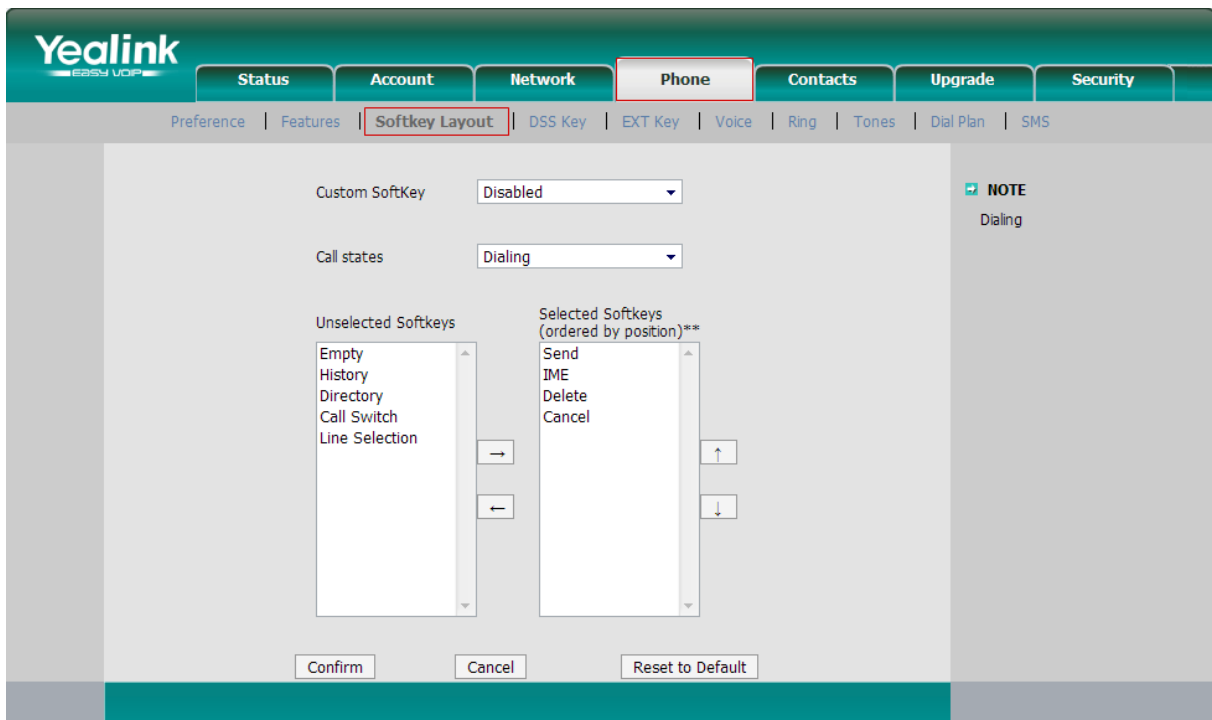 Yealink
EASY VOIP
Status Account Network Phone Contacts Upgrade Security
Preference | Features | Softkey Layout | DSS Key | EXT Key | Voice | Ring | Tones | Dial Plan | SMS
Custom SoftKey Disabled
NOTE
Dialing
Call states Dialing
Unselected Softkeys
Empty
History
Directory
Call Switch
Line Selection
→
←
Selected Softkeys
(ordered by position)**
Send
IME
Delete
Cancel
↑
↓
Confirm Cancel Reset to Default